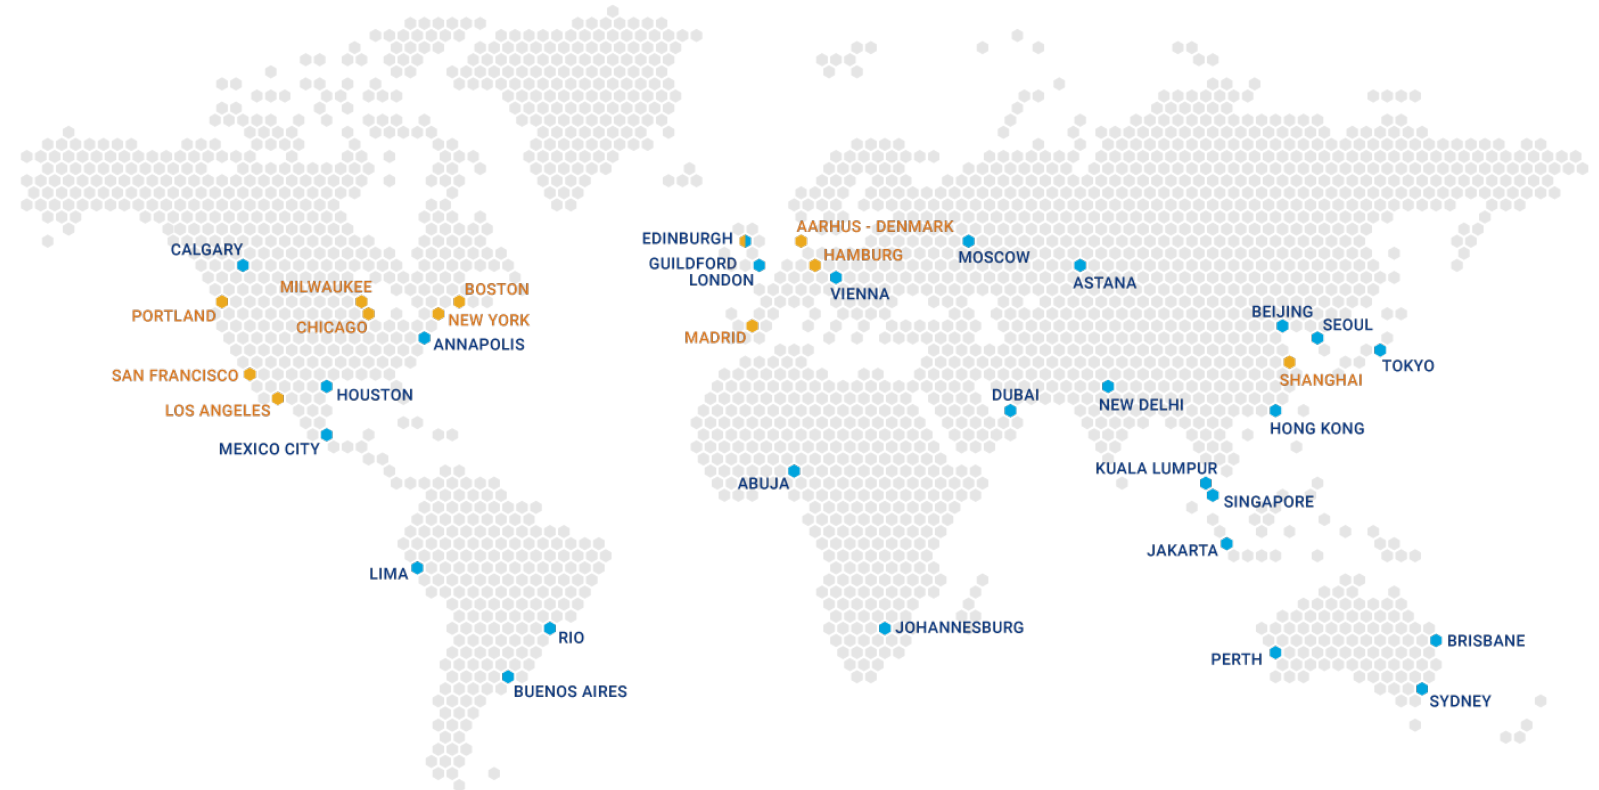 CALGARY
PORTLAND
MILWAUKEE
CHICAGO
BOSTON
NEW YORK
ANNAPOLIS
SAN FRANCISCO
LOS ANGELES
HOUSTON
MEXICO CITY
LIMA
RIO
BUENOS AIRES
EDINBURGH
GUILDFORD
LONDON
AARHUS - DENMARK
HAMBURG
VIENNA
MADRID
MOSCOW
ASTANA
ABUJA
JOHANNESBURG
DUBAI
NEW DELHI
BEIJING
SEOUL
TOKYO
SHANGHAI
HONG KONG
KUALA LUMPUR
SINGAPORE
JAKARTA
PERTH
BRISBANE
SYDNEY